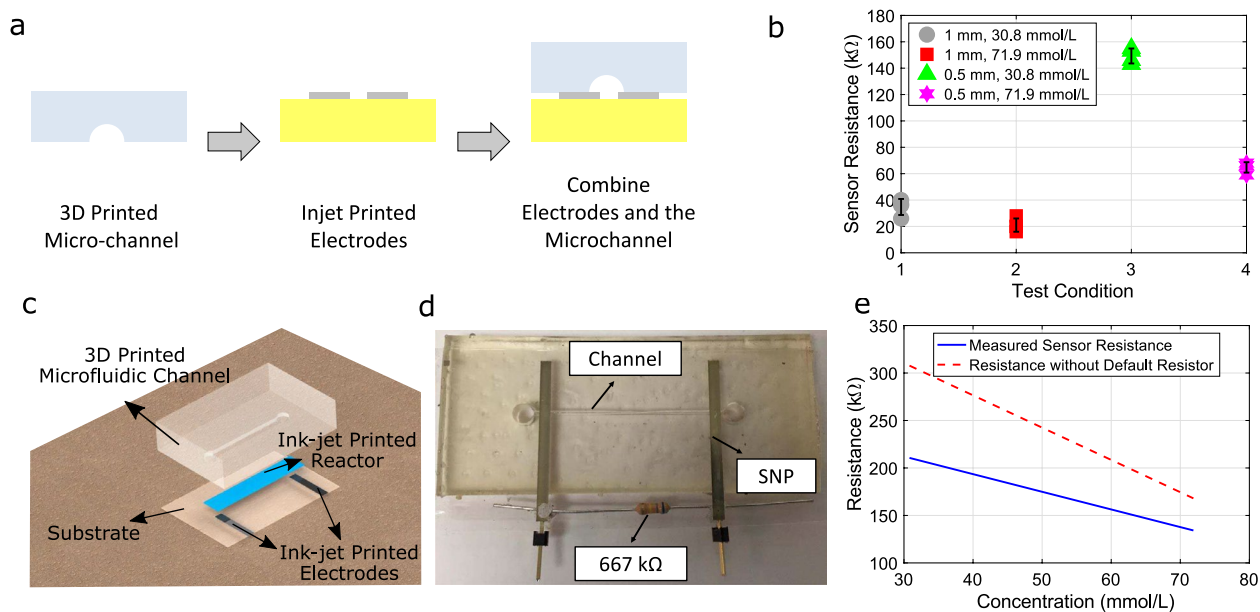 a
3D Printed
Micro-channel
Injet Printed
Electrodes
Combine
Electrodes and the
Microchannel
b
Sensor Resistance (kΩ)
180
160
140
120
100
80
60
40
20
0
1 mm, 30.8 mmol/L
1 mm, 71.9 mmol/L
0.5 mm, 30.8 mmol/L
0.5 mm, 71.9 mmol/L
1 2 3 4
Test Condition
c
3D Printed
Microfluidic Channel
Ink-jet Printed
Reactor
Substrate
Ink-jet Printed
Electrodes
d
Channel
SNP
667 kΩ
e
Resistance (kΩ)
350
300
250
200
150
100
Measured Sensor Resistance
Resistance without Default Resistor
30 40 50 60 70 80
Concentration (mmol/L)